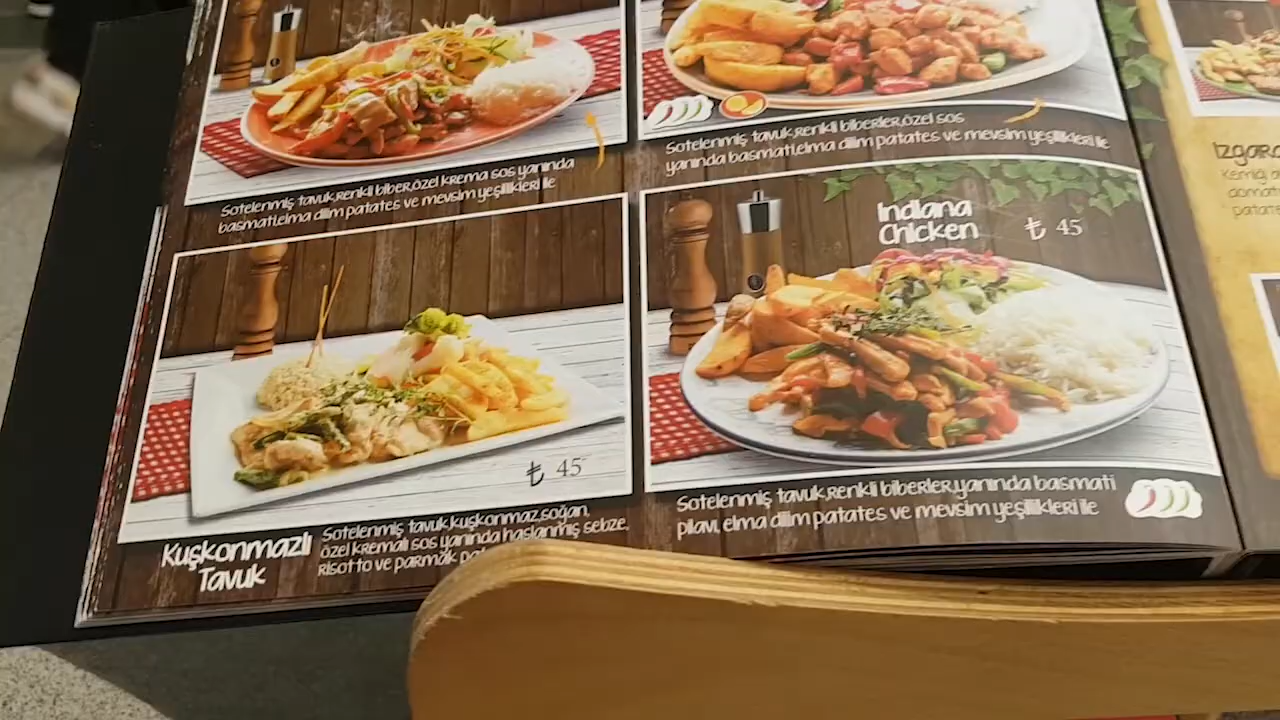 Sotelenmiş tavuk,renkli biber,özel krema sos yanında
basmati,elma dilim patates ve mevsim yeşillikleri ile
Sotelenmiş tavuk,renkli biberler,özel sos
yanında basmati,elma dilim patates ve mevsim yeşillikleri ile
₺ 45
Kuşkonmazlı
Tavuk
Sotelenmiş tavuk,kuşkonmaz,soğan,
özel kremalı sos yanında haşlanmış sebze,
risotto ve parmak
Indiana
Chicken
₺ 45
Sotelenmiş tavuk,renkli biberler,yanında basmati
pilavı, elma dilim patates ve mevsim yeşillikleri ile